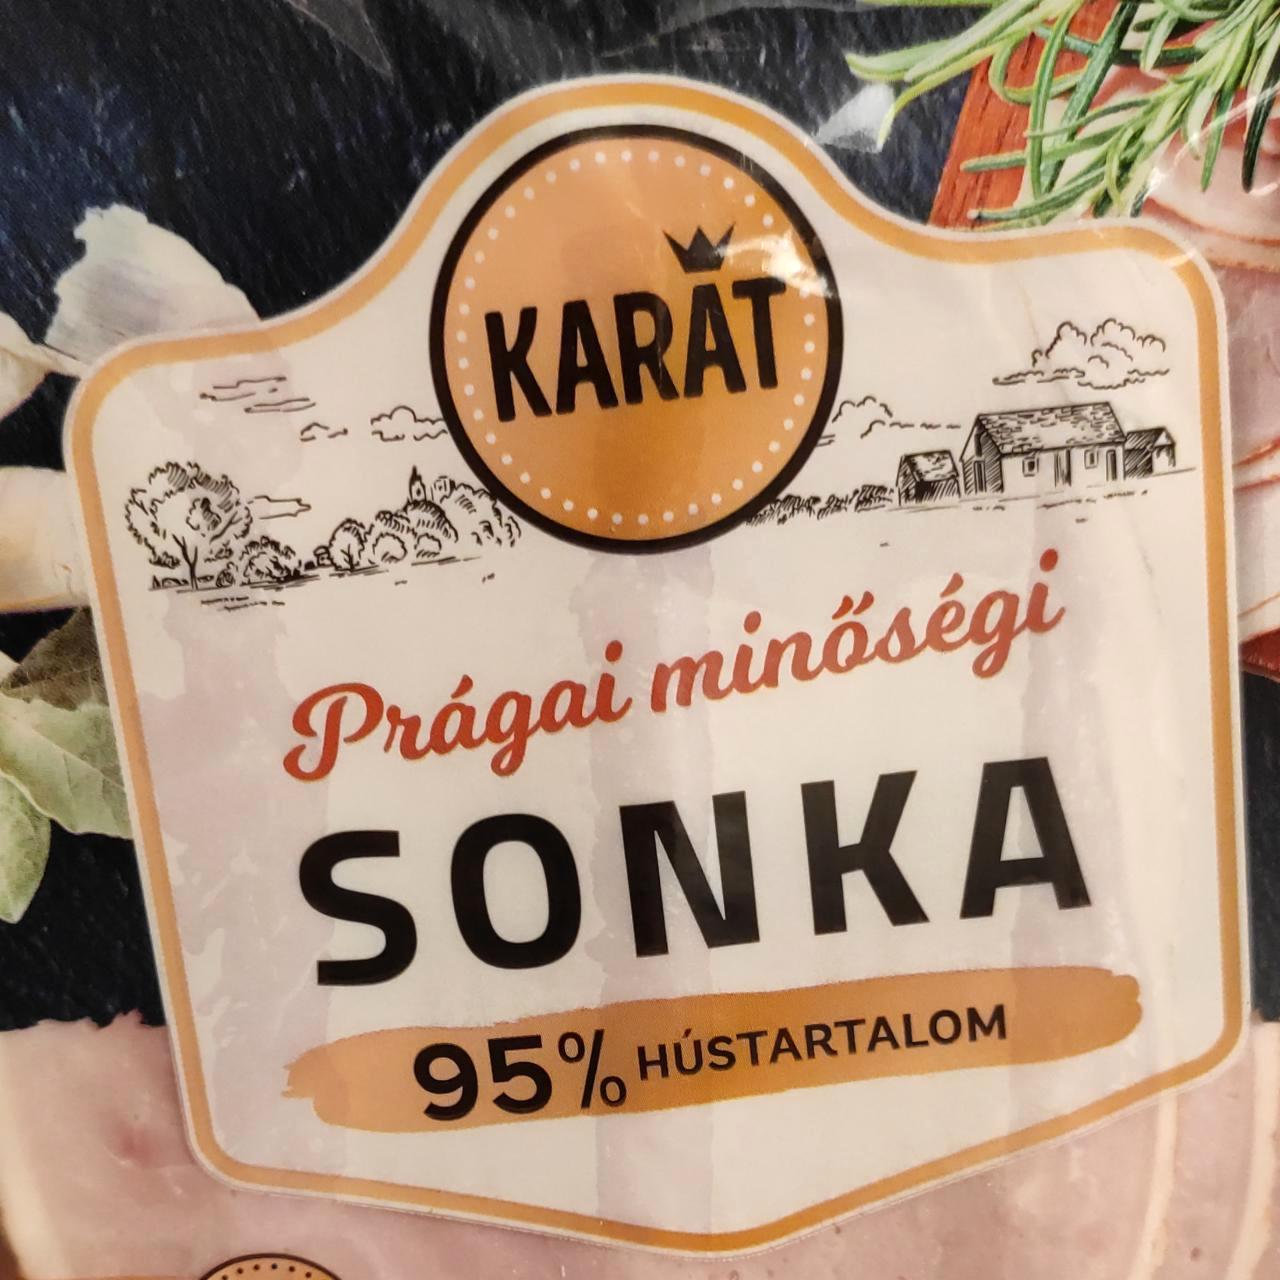 KARÁT
Prágai minőségi
SONKA
95% HÚSTARTALOM